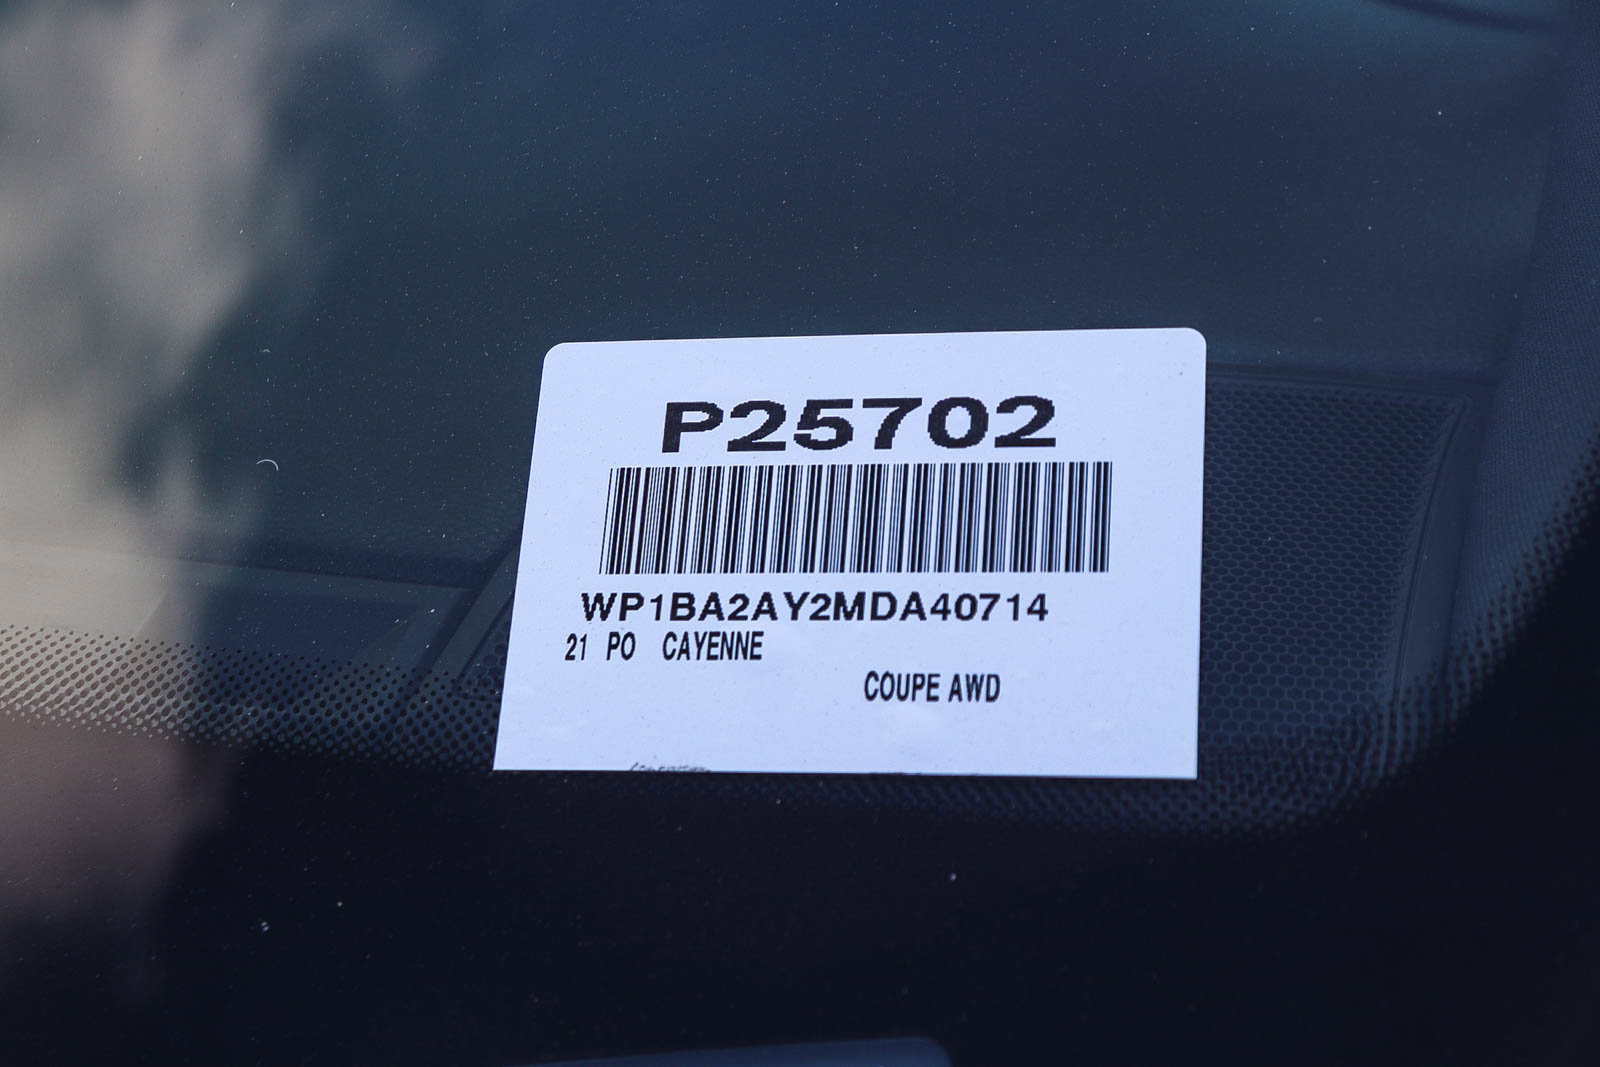 P25702
WP1BA2AY2MDA40714
21 PO CAYENNE
COUPE AWD